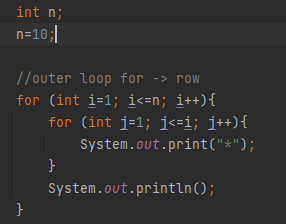 int n;
n=10;
//outer loop for -> row
for (int i=1; i<=n; i++){
for (int j=1; j<=i; j++){
System.out.print("*");
}
System.out.println();
}